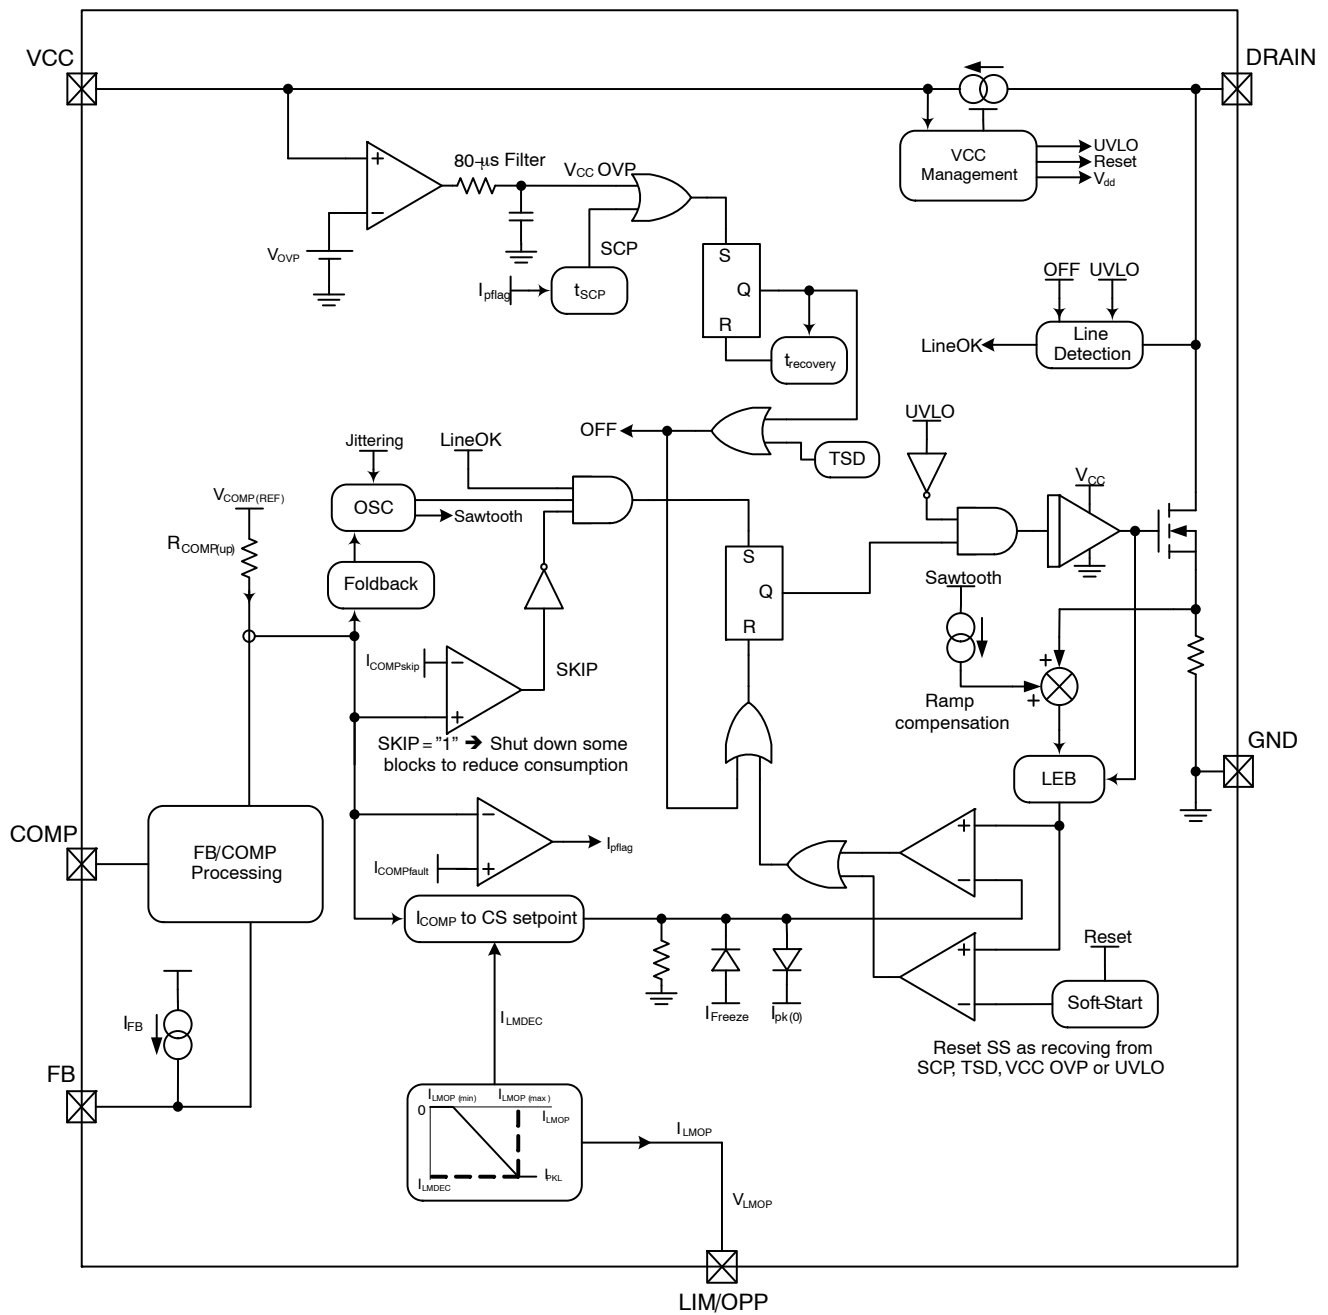 VCC
DRAIN
80-µs Filter
VCC OVP
+
−
VOVP
SCP
Ipflag
tSCP
S
Q
R
trecovery
VCC
Management
UVLO
Reset
Vdd
OFF
UVLO
LineOK
Line
Detection
OFF
TSD
UVLO
Jittering
LineOK
VCOMP(REF)
OSC
Sawtooth
RCOMP(up)
Foldback
VCC
S
Q
R
Sawtooth
ICOMPskip
−
+
SKIP
SKIP = "1" ➔ Shut down some
blocks to reduce consumption
+
+
Ramp
compensation
LEB
GND
COMP
FB/COMP
Processing
−
+
Ipflag
ICOMPfault
+
−
ICOMP to CS setpoint
IFreeze
Ipk(0)
+
−
Reset
Soft-Start
Reset SS as recoving from
SCP, TSD, VCC OVP or UVLO
IFB
FB
ILMDEC
ILMOP(min)
ILMOP(max)
0
ILMOP
ILMDEC
IPKL
ILMOP
VLMOP
LIM/OPP